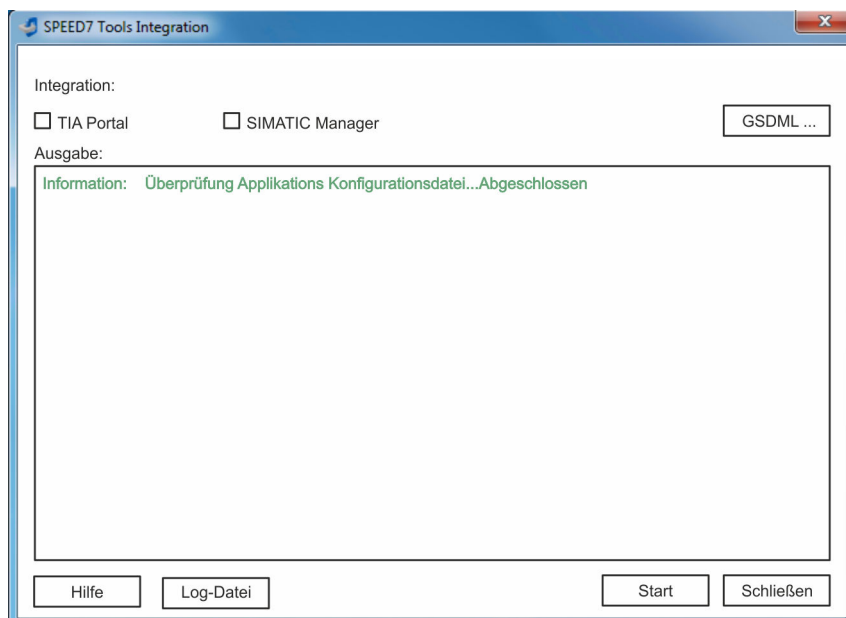 SPEED7 Tools Integration
Integration:
TIA Portal SIMATIC Manager GSDML ...
Ausgabe:
Information: Überprüfung Applikations Konfigurationsdatei...Abgeschlossen
Hilfe Log-Datei Start Schließen